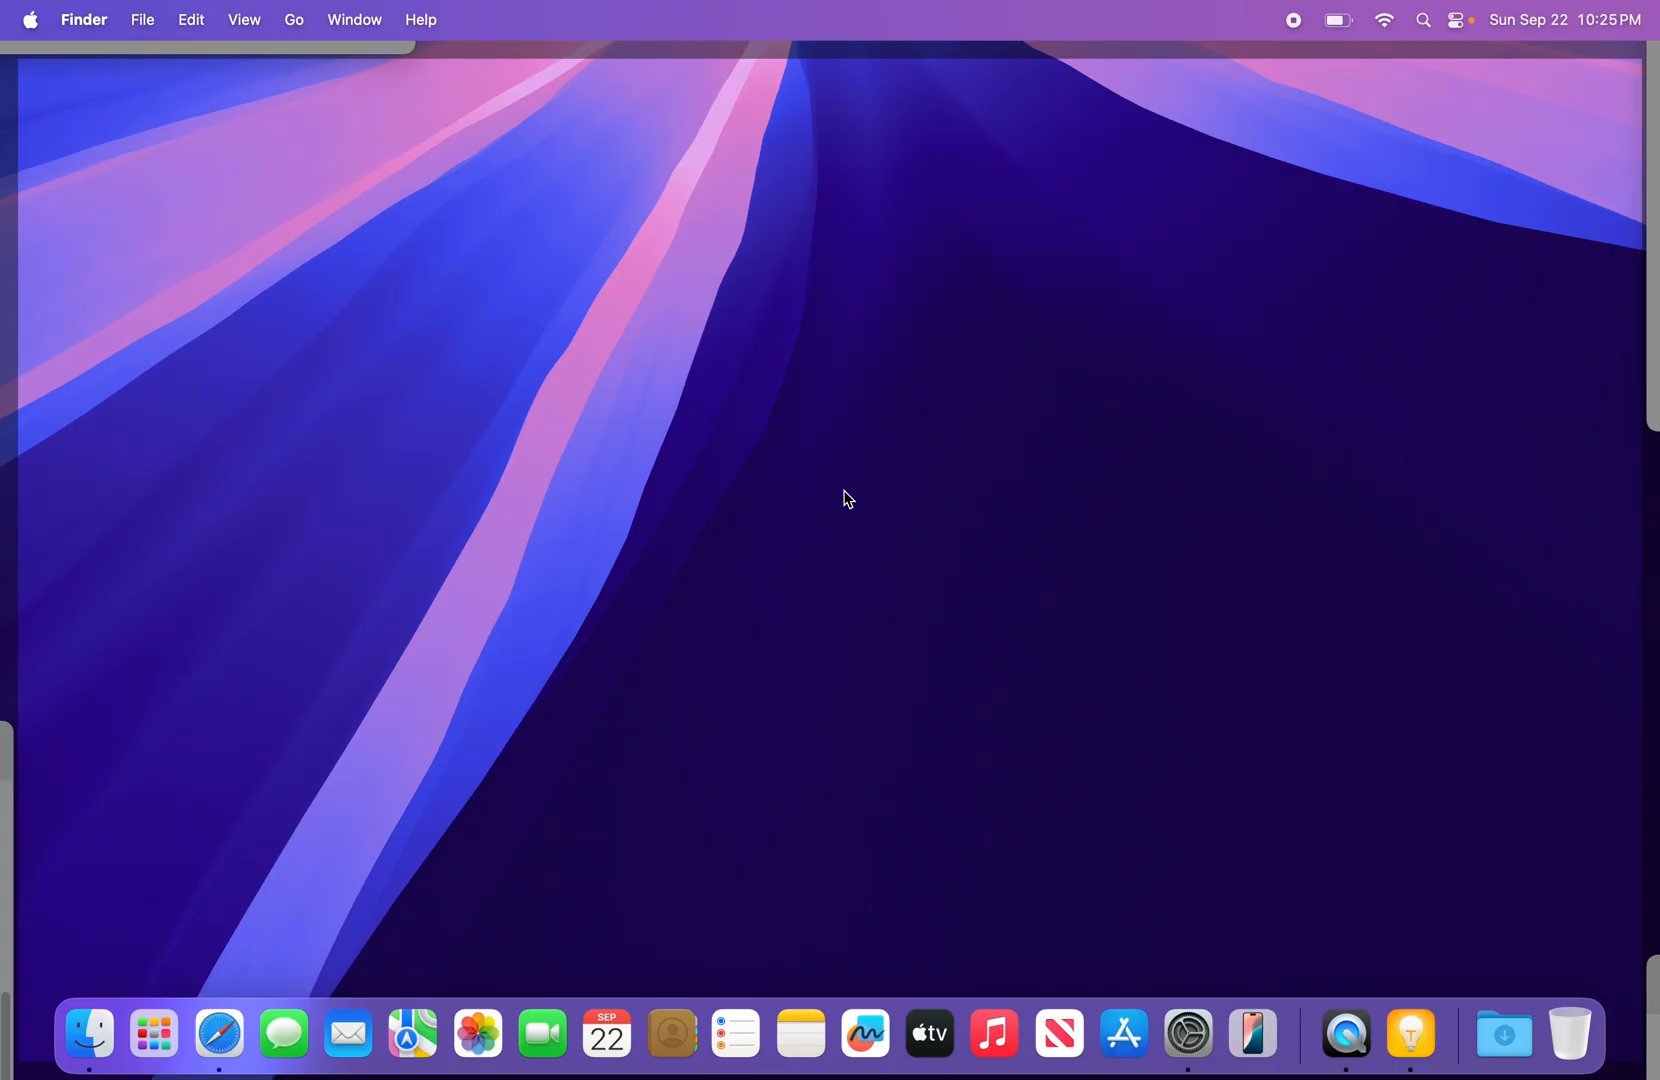 Finder File Edit View Go Window Help Sun Sep 22 10:25 PM
SEP
22
tv
T